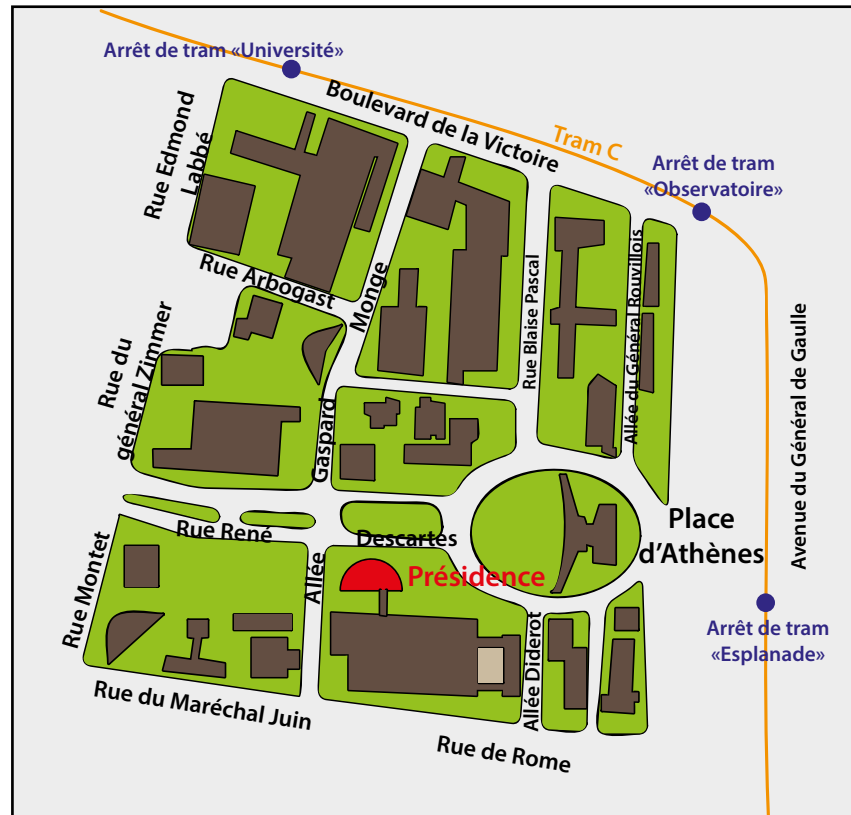 Arrêt de tram «Université»
Boulevard de la Victoire
Tram C
Arrêt de tram
«Observatoire»
Rue Edmond
Labbé
Rue Arbogast
Allée Gaspard Monge
Rue Blaise Pascal
Allée du Général Rouvillois
Avenue du Général de Gaulle
Rue du
général Zimmer
Rue René Descartes
Place
d'Athènes
Présidence
Rue Montet
Allée Diderot
Arrêt de tram
«Esplanade»
Rue du Maréchal Juin
Rue de Rome